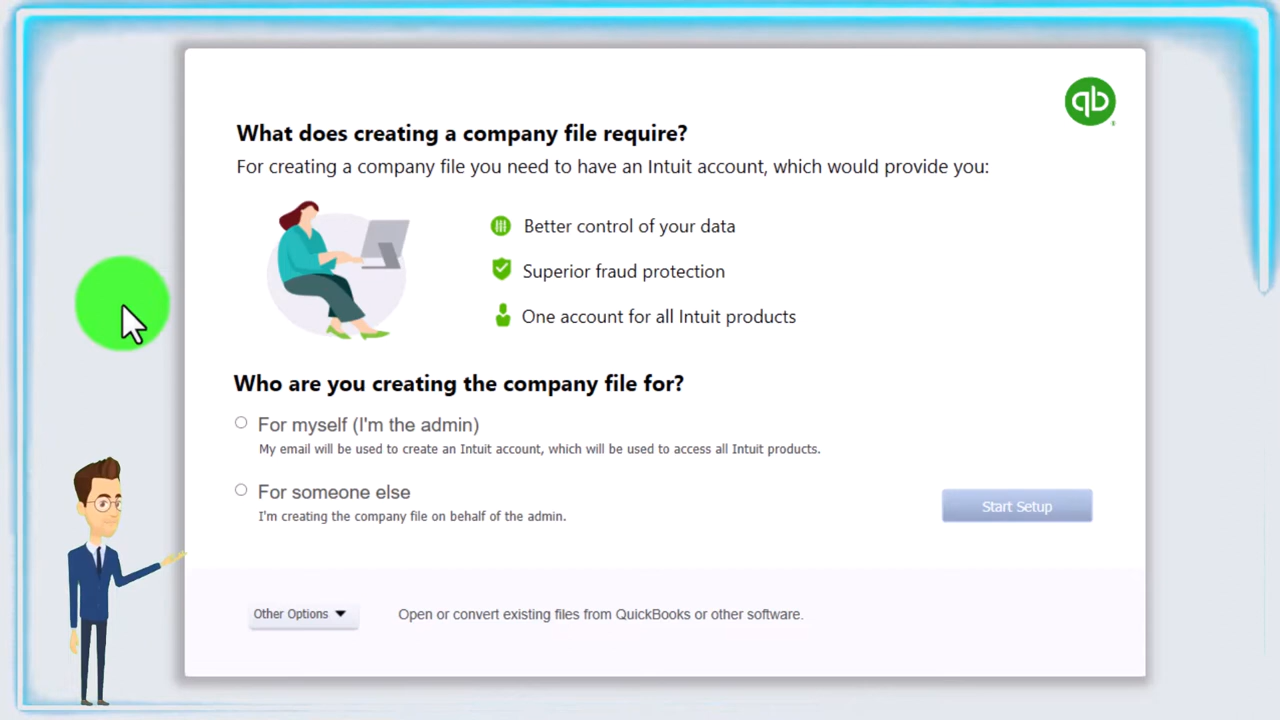 qb
What does creating a company file require?
For creating a company file you need to have an Intuit account, which would provide you:
Better control of your data
Superior fraud protection
One account for all Intuit products
Who are you creating the company file for?
For myself (I'm the admin)
My email will be used to create an Intuit account, which will be used to access all Intuit products.
For someone else
I'm creating the company file on behalf of the admin.
Start Setup
Other Options
Open or convert existing files from QuickBooks or other software.